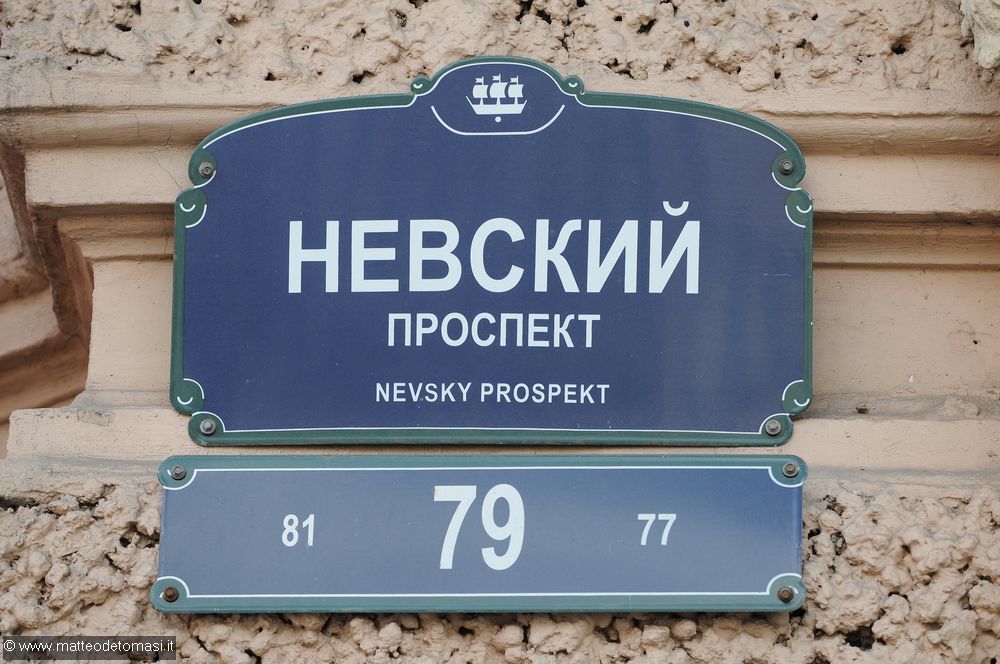 НЕВСКИЙ
ПРОСПЕКТ
NEVSKY PROSPEKT
81 79 77
© www.matteodetomasi.it